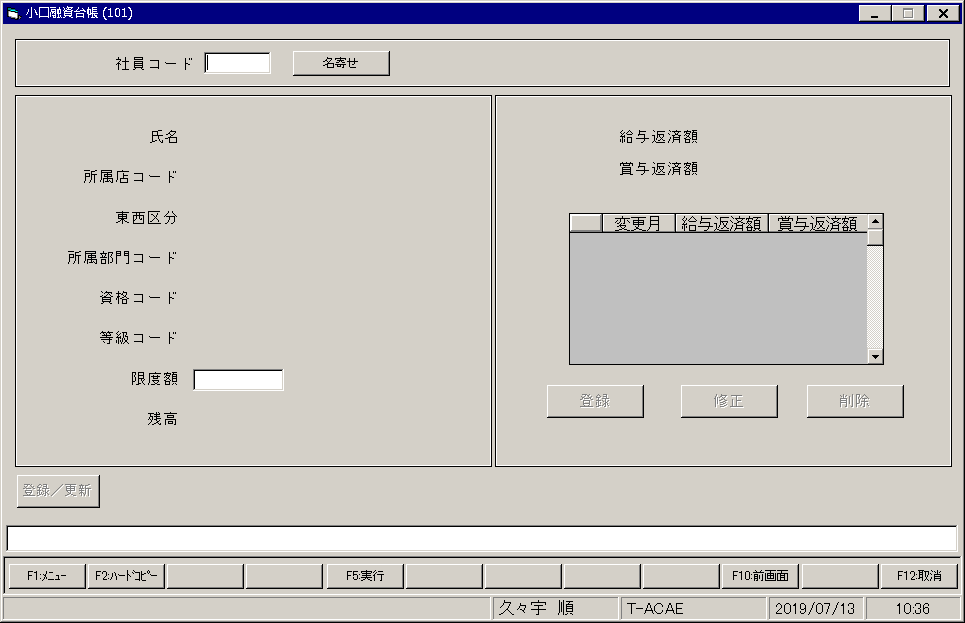 小口融資台帳 (101)
社員コード 名寄せ
氏名
所属店コード
東西区分
所属部門コード
資格コード
等級コード
限度額
残高
給与返済額
賞与返済額
変更月 給与返済額 賞与返済額
登録 修正 削除
登録／更新
F1:ﾒﾆｭｰ F2:ﾊｰﾄﾞｺﾋﾟｰ F5:実行 F10:前画面 F12:取消
久々宇 順 T-ACAE 2019/07/13 10:36